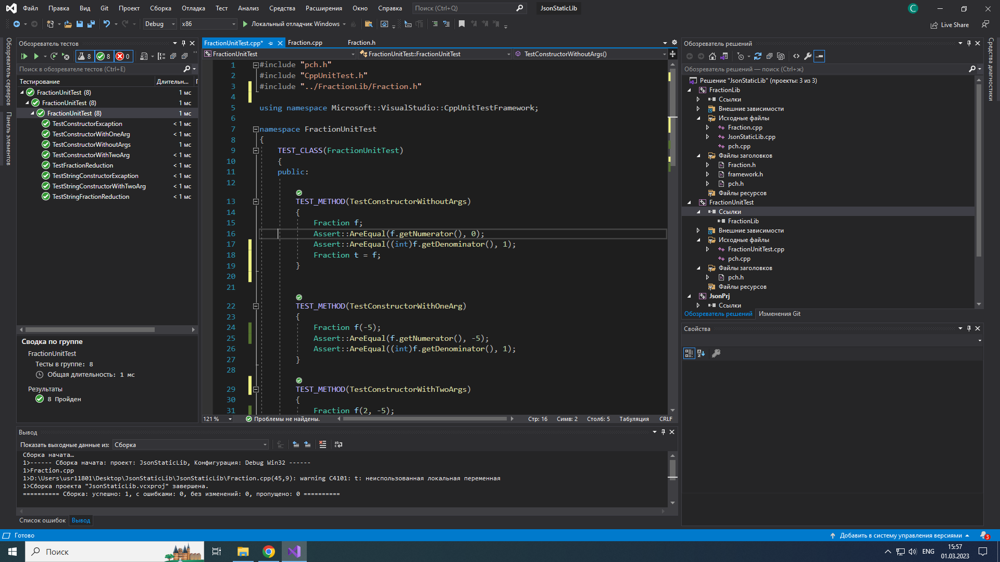 Файл Правка Вид Git Проект Сборка Отладка Тест Анализ Средства Расширения Окно Справка Поиск (Ctrl+Q) JsonStaticLib
C
Debug x86 Локальный отладчик Windows Live Share
Обозреватель серверов
Панель элементов
Обозреватель тестов
8 8 0
Поиск в обозревателе тестов (Ctrl+E)
Тестирование Длительн...
FractionUnitTest (8) 1 мс
FractionUnitTest (8) 1 мс
FractionUnitTest (8) 1 мс
TestConstructorExaption < 1 мс
TestConstructorWithOneArg < 1 мс
TestConstructorWithoutArgs 1 мс
TestConstructorWithTwoArg < 1 мс
TestFractionReduction < 1 мс
TestStringConstructorException < 1 мс
TestStringConstructorWithTwoArg < 1 мс
TestStringFractionReduction < 1 мс
Сводка по группе
FractionUnitTest
Тесты в группе: 8
Общая длительность: 1 мс
Результаты
8 Пройден
FractionUnitTest.cpp* Fraction.cpp Fraction.h
FractionUnitTest FractionUnitTest::FractionUnitTest TestConstructorWithoutArgs()
1 #include "pch.h"
2 #include "CppUnitTest.h"
3 #include "../FractionLib/Fraction.h"
4
5 using namespace Microsoft::VisualStudio::CppUnitTestFramework;
6
7 namespace FractionUnitTest
8 {
9 TEST_CLASS(FractionUnitTest)
10 {
11 public:
12
13 TEST_METHOD(TestConstructorWithoutArgs)
14 {
15 Fraction f;
16 Assert::AreEqual(f.getNumerator(), 0);
17 Assert::AreEqual((int)f.getDenominator(), 1);
18 Fraction t = f;
19 }
20
21
22 TEST_METHOD(TestConstructorWithOneArg)
23 {
24 Fraction f(-5);
25 Assert::AreEqual(f.getNumerator(), -5);
26 Assert::AreEqual((int)f.getDenominator(), 1);
27 }
28
29 TEST_METHOD(TestConstructorWithTwoArgs)
30 {
31 Fraction f(2, -5);
121 % Проблемы не найдены. Стр: 16 Симв: 2 Столб: 5 Табуляция CRLF
Вывод
Показать выходные данные из: Сборка
Сборка начата…
1>------ Сборка начата: проект: JsonStaticLib, Конфигурация: Debug Win32 ------
1>Fraction.cpp
1>D:\Users\usr11801\Desktop\JsonStaticLib\JsonStaticLib\Fraction.cpp(45,9): warning C4101: t: неиспользованная локальная переменная
1>Сборка проекта "JsonStaticLib.vcxproj" завершена.
========== Сборка: успешно: 1, с ошибками: 0, без изменений: 0, пропущено: 0 ==========
Список ошибок Вывод
Обозреватель решений
Обозреватель решений — поиск (Ctrl+ж)
Решение "JsonStaticLib" (проекты: 3 из 3)
FractionLib
Ссылки
Внешние зависимости
Исходные файлы
Fraction.cpp
JsonStaticLib.cpp
pch.cpp
Файлы заголовков
Fraction.h
framework.h
pch.h
Файлы ресурсов
FractionUnitTest
Ссылки
FractionLib
Внешние зависимости
Исходные файлы
FractionUnitTest.cpp
pch.cpp
Файлы заголовков
pch.h
Файлы ресурсов
JsonPrj
Ссылки
Обозреватель решений Изменения Git
Свойства
Средства диагностики
Готово Добавить в систему управления версиями 3
Поиск ENG 15:57
01.03.2023